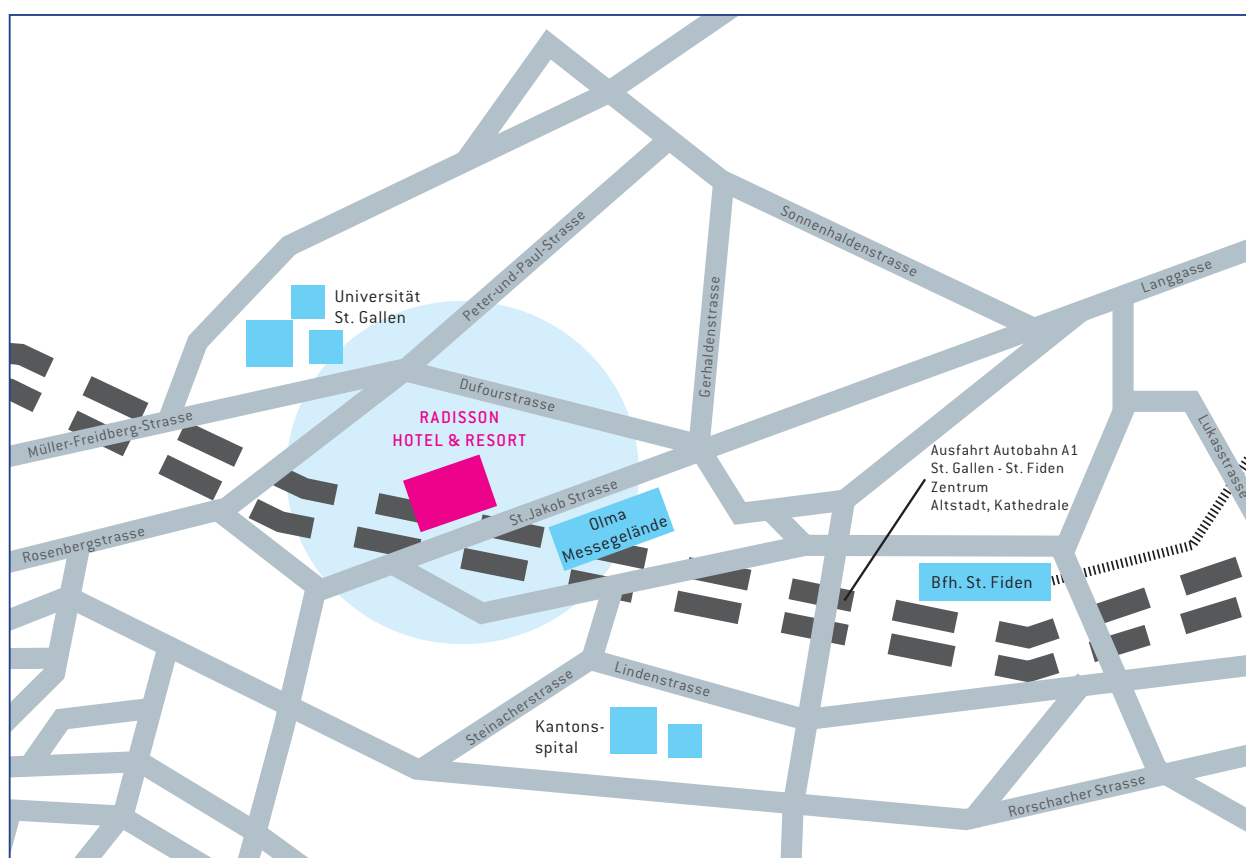 Sonnenhaldenstrasse
Peter-und-Paul-Strasse
Langgasse
Gerhaldenstrasse
Universität
St. Gallen
Dufourstrasse
RADISSON
HOTEL & RESORT
Müller-Freidberg-Strasse
Lukasstrasse
Ausfahrt Autobahn A1
St. Gallen - St. Fiden
Zentrum
Altstadt, Kathedrale
St.Jakob Strasse
Olma
Messegelände
Rosenbergstrasse
Bfh. St. Fiden
Lindenstrasse
Steinacherstrasse
Kantons-
spital
Rorschacher Strasse